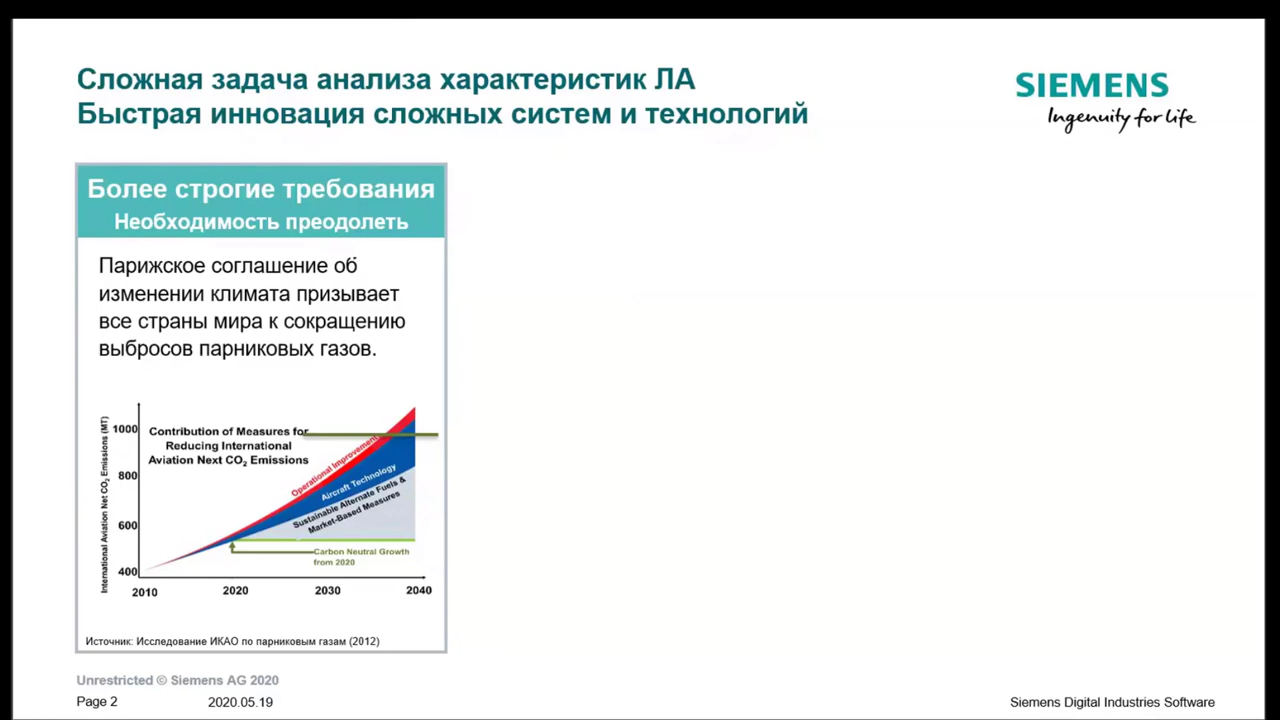 Сложная задача анализа характеристик ЛА
Быстрая инновация сложных систем и технологий
SIEMENS
Ingenuity for life
Более строгие требования
Необходимость преодолеть
Парижское соглашение об
изменении климата призывает
все страны мира к сокращению
выбросов парниковых газов.
International Aviation Net CO2 Emissions (MT)
1000
800
600
400
Contribution of Measures for
Reducing International
Aviation Next CO2 Emissions
Operational Improvement
Aircraft Technology
Sustainable Alternate Fuels &
Market-Based Measures
Carbon Neutral Growth
from 2020
2010
2020
2030
2040
Источник: Исследование ИКАО по парниковым газам (2012)
Unrestricted © Siemens AG 2020
Page 2
2020.05.19
Siemens Digital Industries Software